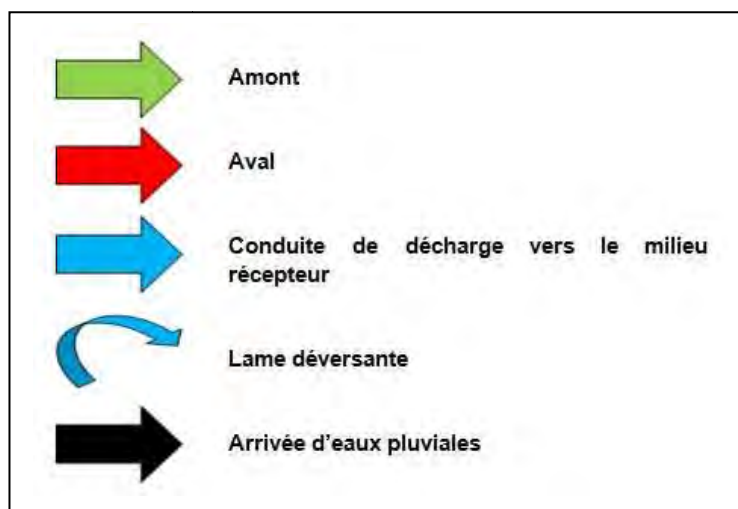 Amont
Aval
Conduite de décharge vers le milieu
récepteur
Lame déversante
Arrivée d'eaux pluviales